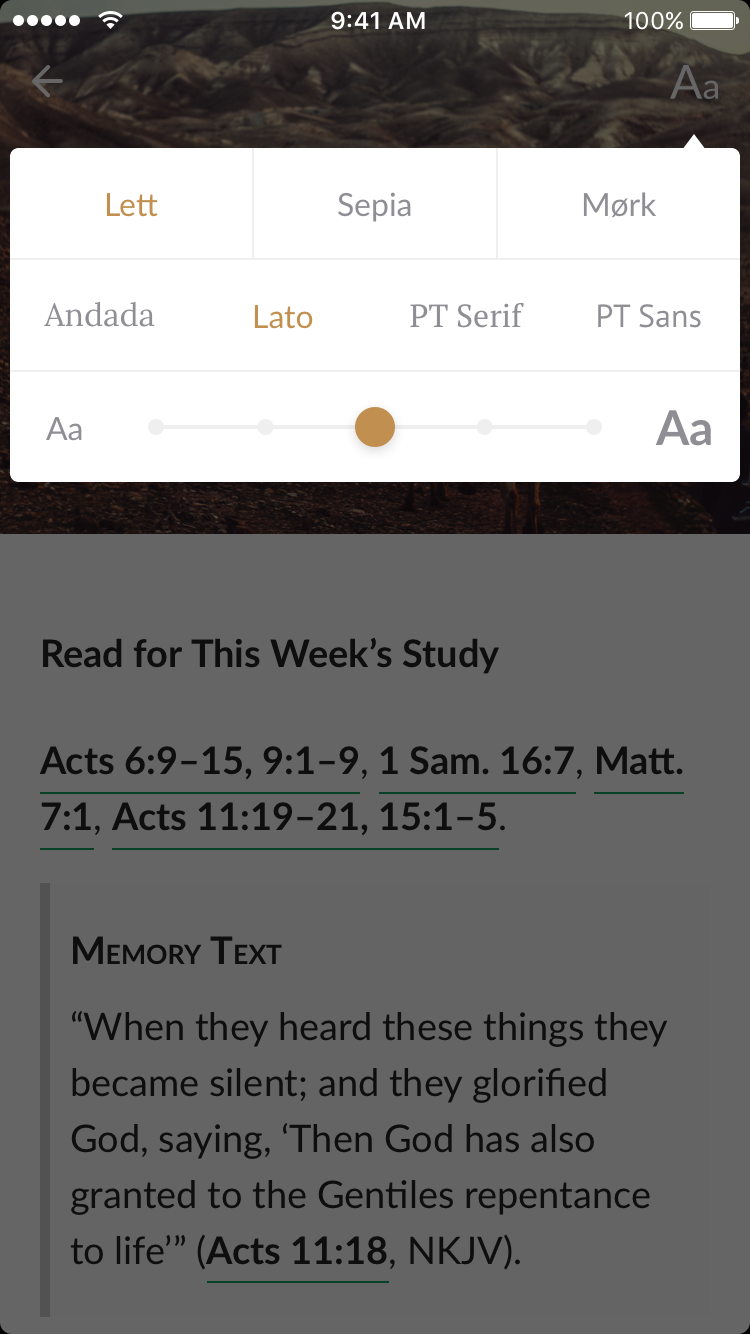 9:41 AM 100%
Aa
Lett Sepia Mørk
Andada Lato PT Serif PT Sans
Aa Aa
Read for This Week’s Study
Acts 6:9–15, 9:1–9, 1 Sam. 16:7, Matt.
7:1, Acts 11:19–21, 15:1–5.
Memory Text
“When they heard these things they
became silent; and they glorified
God, saying, ‘Then God has also
granted to the Gentiles repentance
to life’” (Acts 11:18, NKJV).